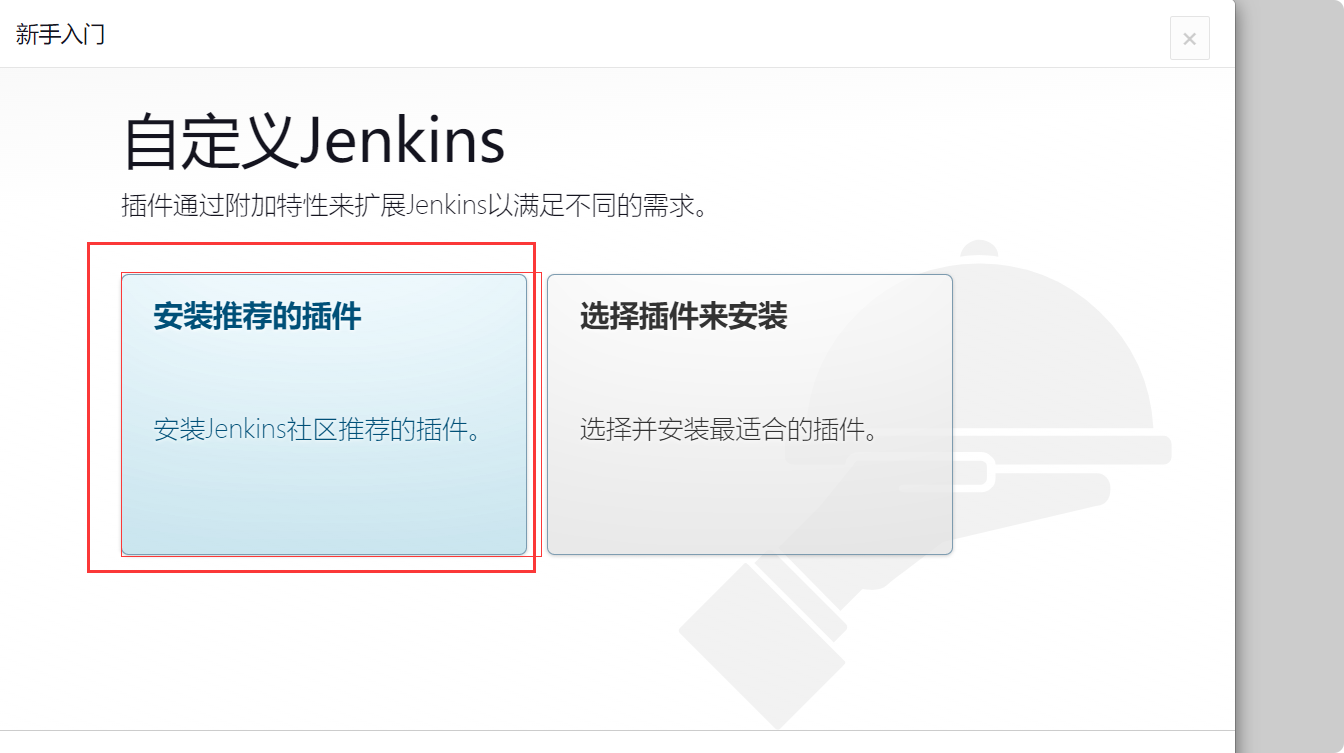 新手入门
×
自定义Jenkins
插件通过附加特性来扩展Jenkins以满足不同的需求。
安装推荐的插件
安装Jenkins社区推荐的插件。
选择插件来安装
选择并安装最适合的插件。